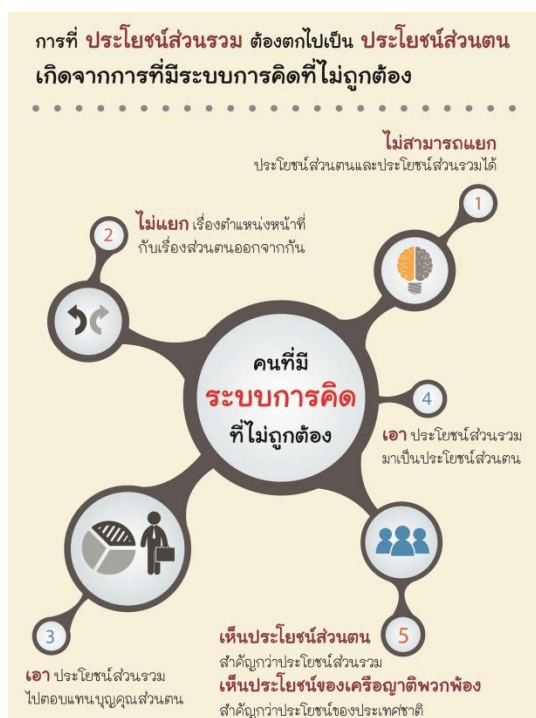 การที่ ประโยชน์ส่วนรวม ต้องตกไปเป็น ประโยชน์ส่วนตน
เกิดจากการที่มีระบบการคิดที่ไม่ถูกต้อง
ไม่สามารถแยก
ประโยชน์ส่วนตนและประโยชน์ส่วนรวมได้
1
2
ไม่แยก เรื่องตำแหน่งหน้าที่
กับเรื่องส่วนตนออกจากกัน
คนที่มี
ระบบการคิด
ที่ไม่ถูกต้อง
4
เอา ประโยชน์ส่วนรวม
มาเป็นประโยชน์ส่วนตน
3
เอา ประโยชน์ส่วนรวม
ไปตอบแทนบุญคุณส่วนตน
5
เห็นประโยชน์ส่วนตน
สำคัญกว่าประโยชน์ส่วนรวม
เห็นประโยชน์ของเครือญาติพวกพ้อง
สำคัญกว่าประโยชน์ของประเทศชาติ